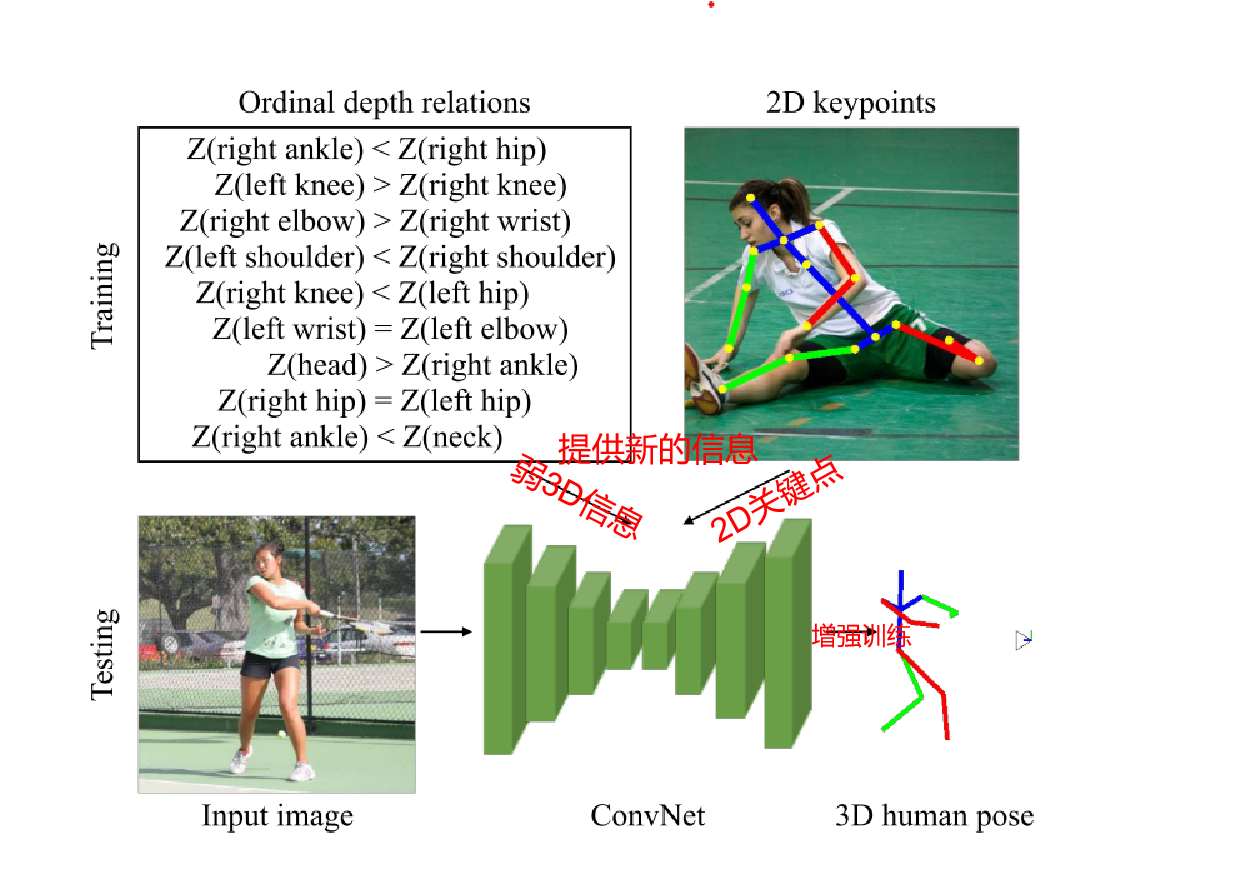 Ordinal depth relations
2D keypoints
Z(right ankle) < Z(right hip)
Z(left knee) > Z(right knee)
Z(right elbow) > Z(right wrist)
Z(left shoulder) < Z(right shoulder)
Z(right knee) < Z(left hip)
Z(left wrist) = Z(left elbow)
Z(head) > Z(right ankle)
Z(right hip) = Z(left hip)
Z(right ankle) < Z(neck)
Training
提供新的信息
弱3D信息
2D关键点
Testing
增强训练
Input image
ConvNet
3D human pose